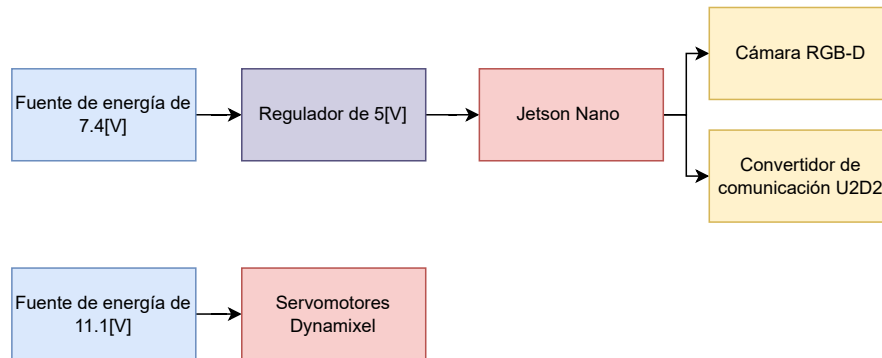 Cámara RGB-D
Fuente de energía de
7.4[V]
Regulador de 5[V]
Jetson Nano
Convertidor de
comunicación U2D2
Fuente de energía de
11.1[V]
Servomotores
Dynamixel